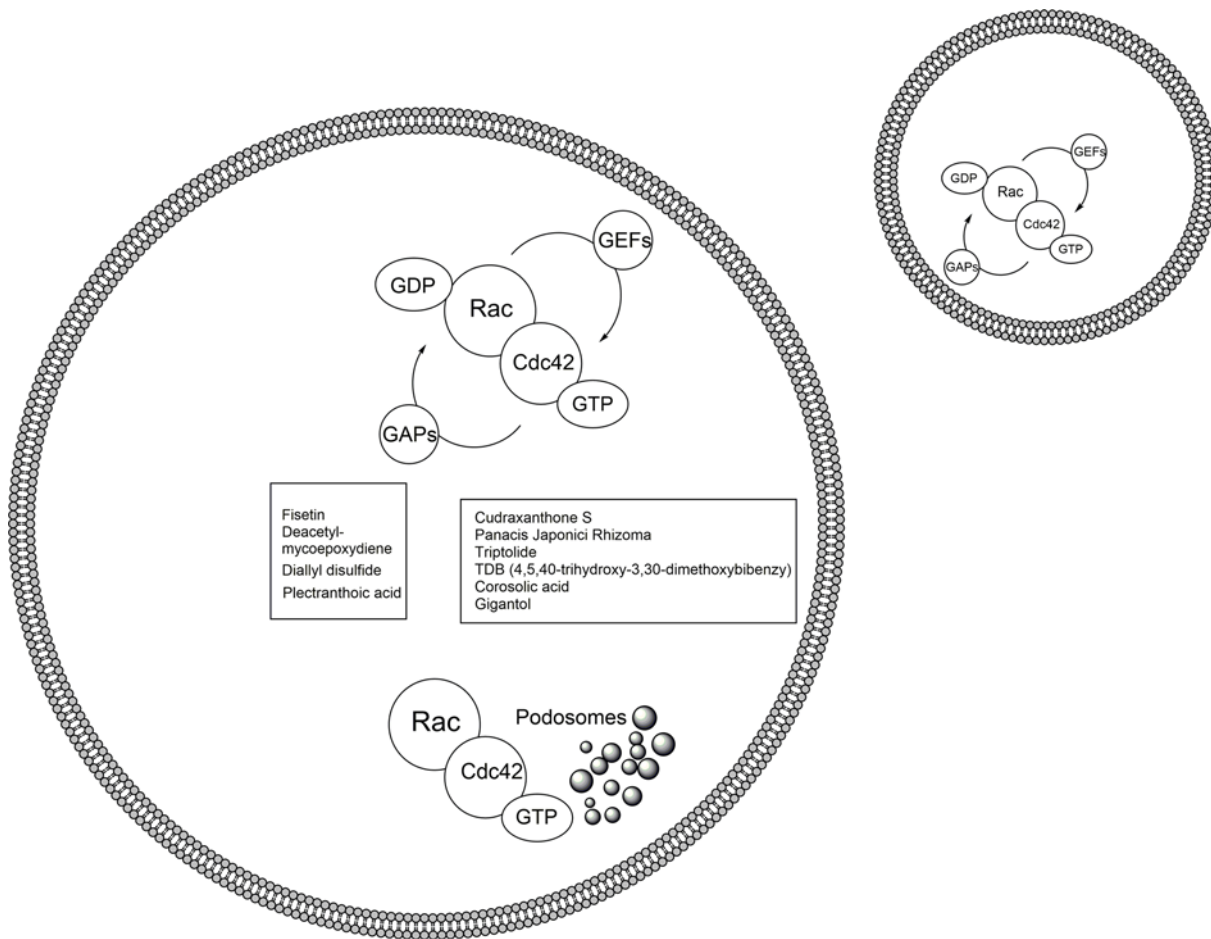 GEFs
GDP
Rac
Cdc42
GTP
GAPs
GEFs
GDP
Rac
Cdc42
GTP
GAPs
Fisetin
Deacetyl-
mycoepoxydiene
Diallyl disulfide
Plectranthoic acid
Cudraxanthone S
Panacis Japonici Rhizoma
Triptolide
TDB (4,5,40-trihydroxy-3,30-dimethoxybibenzy)
Corosolic acid
Gigantol
Rac
Podosomes
Cdc42
GTP